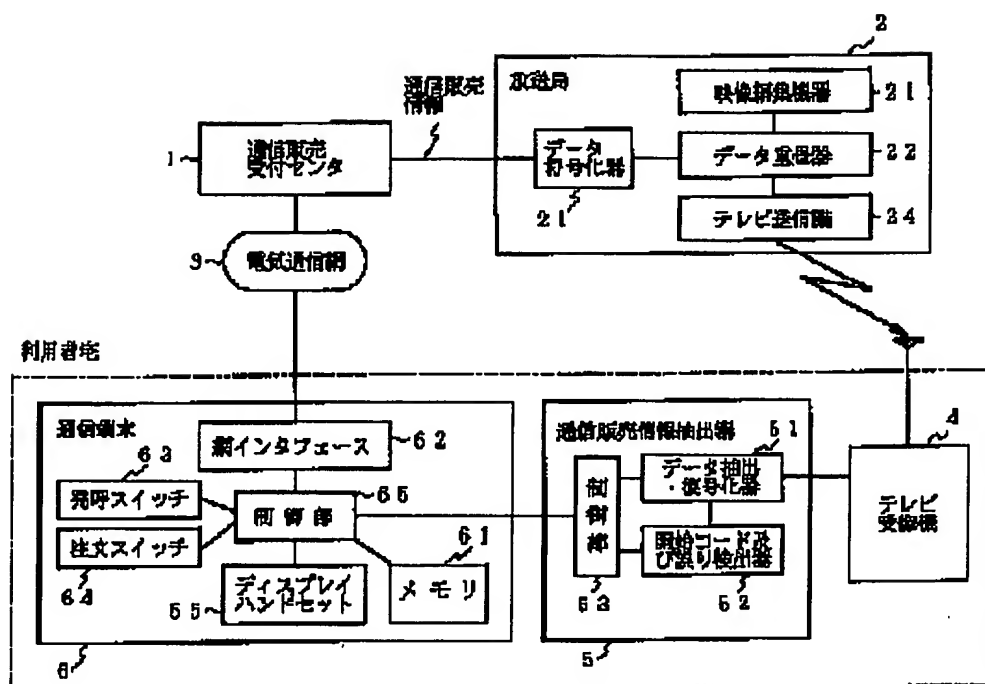 2
通信販売
情報
放送局
映像編集機器
21
1
通信販売
受付センタ
データ
符号化器
21
データ重畳器
22
テレビ送信機
24
3
電気通信網
利用者宅
通信端末
63
網インタフェース
62
発呼スイッチ
65
制御部
注文スイッチ
64
61
ディスプレイ
ハンドセット
メモリ
65
6
通信販売情報抽出器
51
データ抽出
・復号化器
制御部
開始コード及
び誤り検出器
53
52
5
4
テレビ
受像機